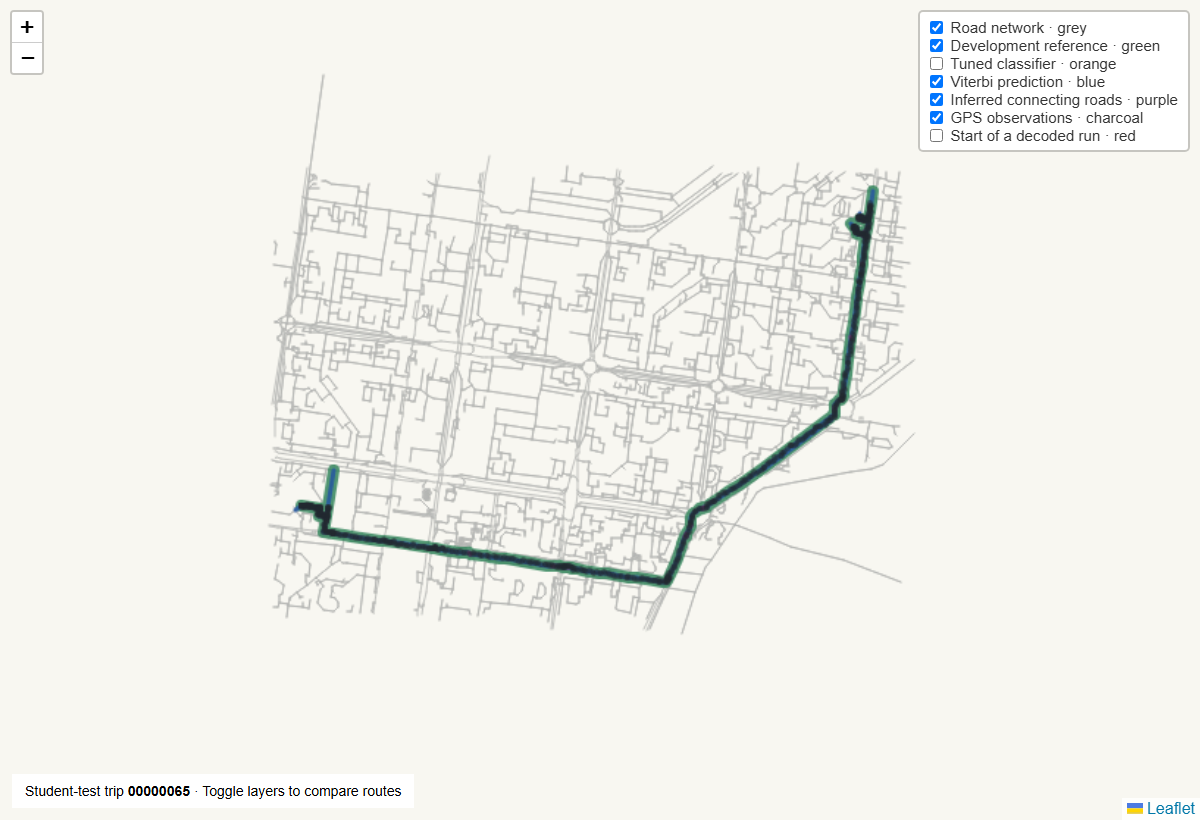 +
−
Road network · grey
Development reference · green
Tuned classifier · orange
Viterbi prediction · blue
Inferred connecting roads · purple
GPS observations · charcoal
Start of a decoded run · red
Student-test trip 00000065 · Toggle layers to compare routes
Leaflet